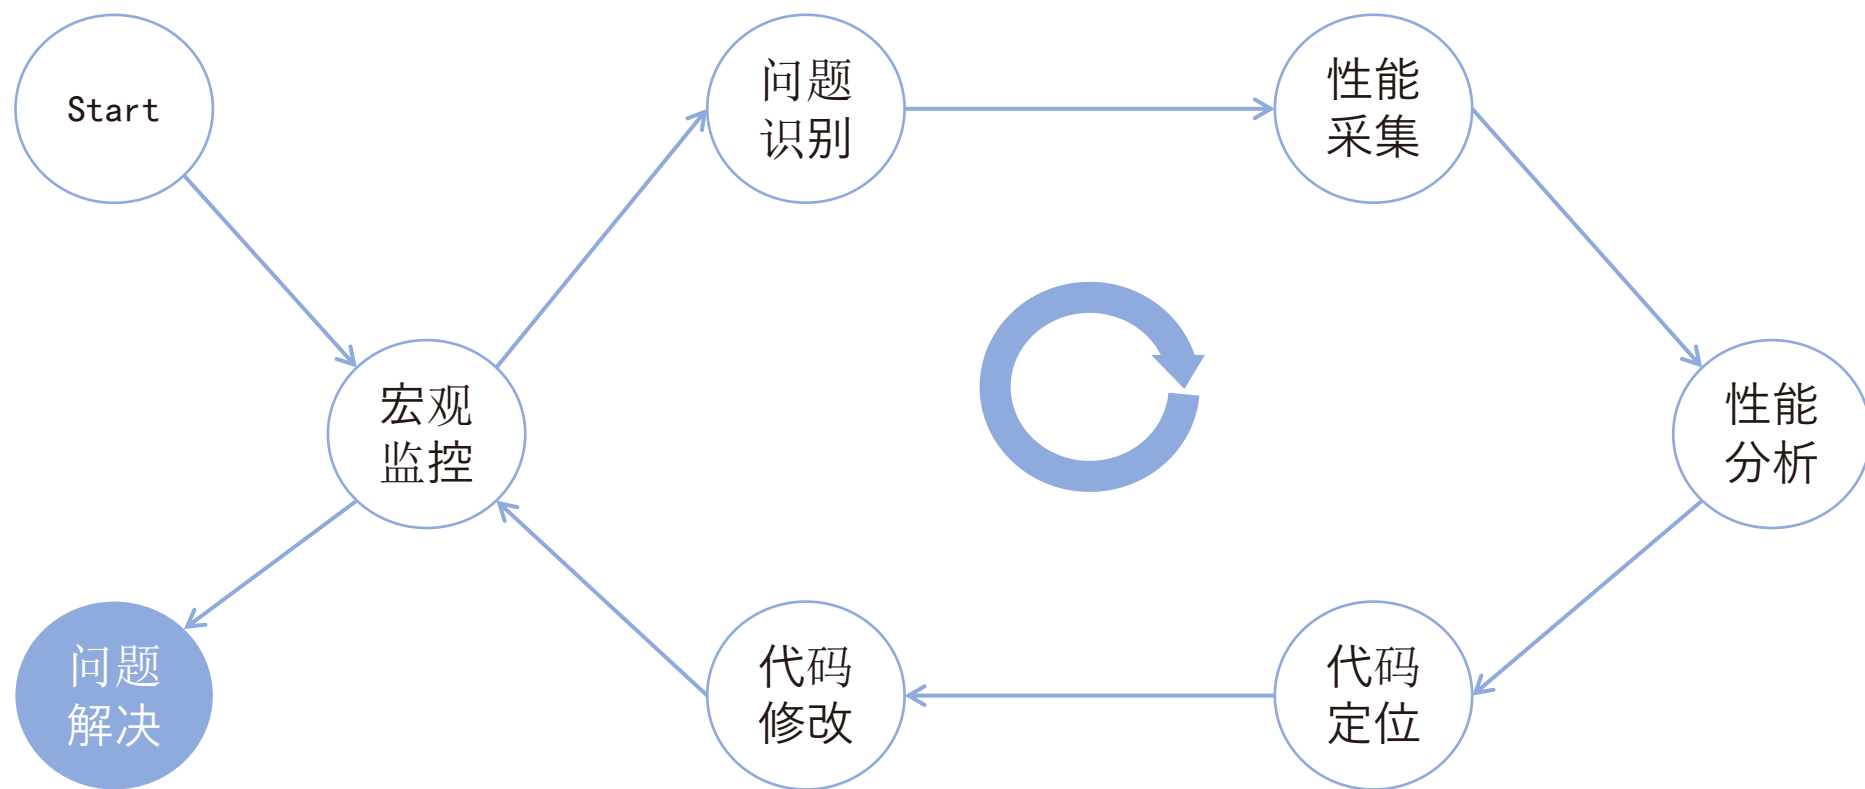 Start
问题
识别
性能
采集
宏观
监控
性能
分析
问题
解决
代码
修改
代码
定位